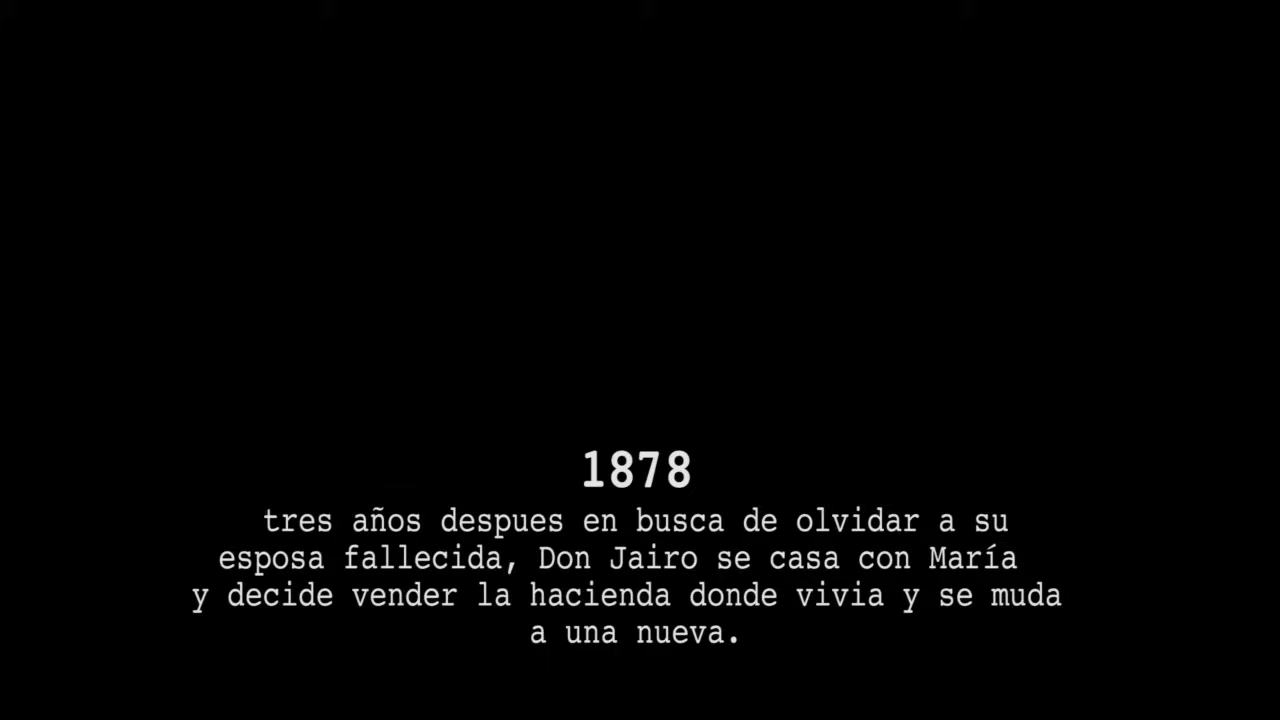 1878
tres años despues en busca de olvidar a su
esposa fallecida, Don Jairo se casa con María
y decide vender la hacienda donde vivia y se muda
a una nueva.